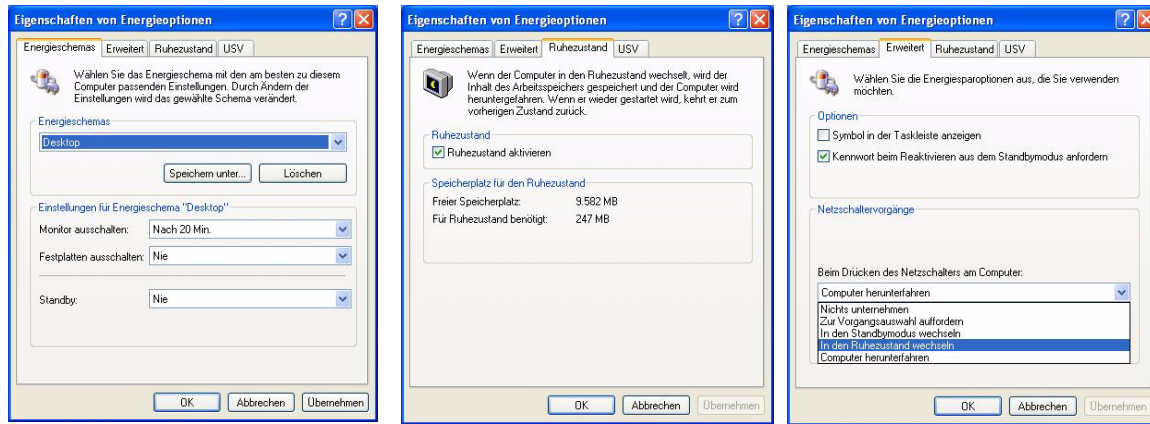 Eigenschaften von Energieoptionen
Energieschemas Erweitert Ruhezustand USV
Wählen Sie das Energieschema mit den am besten zu diesem
Computer passenden Einstellungen. Durch Ändern der
Einstellungen wird das gewählte Schema verändert.
Energieschemas
Desktop
Speichern unter... Löschen
Einstellungen für Energieschema "Desktop"
Monitor ausschalten: Nach 20 Min.
Festplatten ausschalten: Nie
Standby: Nie
OK Abbrechen Übernehmen
Eigenschaften von Energieoptionen
Energieschemas Erweitert Ruhezustand USV
Wenn der Computer in den Ruhezustand wechselt, wird der
Inhalt des Arbeitsspeichers gespeichert und der Computer wird
heruntergefahren. Wenn er wieder gestartet wird, kehrt er zum
vorherigen Zustand zurück.
Ruhezustand
Ruhezustand aktivieren
Speicherplatz für den Ruhezustand
Freier Speicherplatz: 9.582 MB
Für Ruhezustand benötigt: 247 MB
OK Abbrechen Übernehmen
Eigenschaften von Energieoptionen
Energieschemas Erweitert Ruhezustand USV
Wählen Sie die Energiesparoptionen aus, die Sie verwenden
möchten.
Optionen
Symbol in der Taskleiste anzeigen
Kennwort beim Reaktivieren aus dem Standbymodus anfordern
Netzschaltervorgänge
Beim Drücken des Netzschalters am Computer:
Computer herunterfahren
Nichts unternehmen
Zur Vorgangsauswahl auffordern
In den Standbymodus wechseln
In den Ruhezustand wechseln
Computer herunterfahren
OK Abbrechen Übernehmen